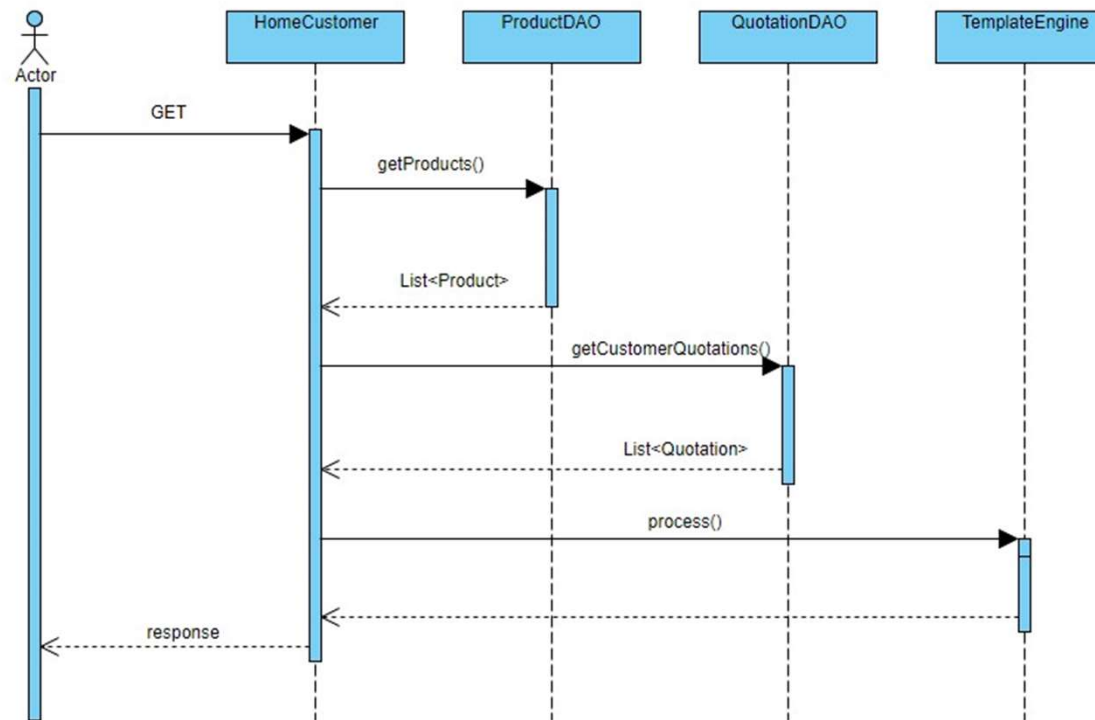 HomeCustomer
ProductDAO
QuotationDAO
TemplateEngine
Actor
GET
getProducts()
List<Product>
getCustomerQuotations()
List<Quotation>
process()
response